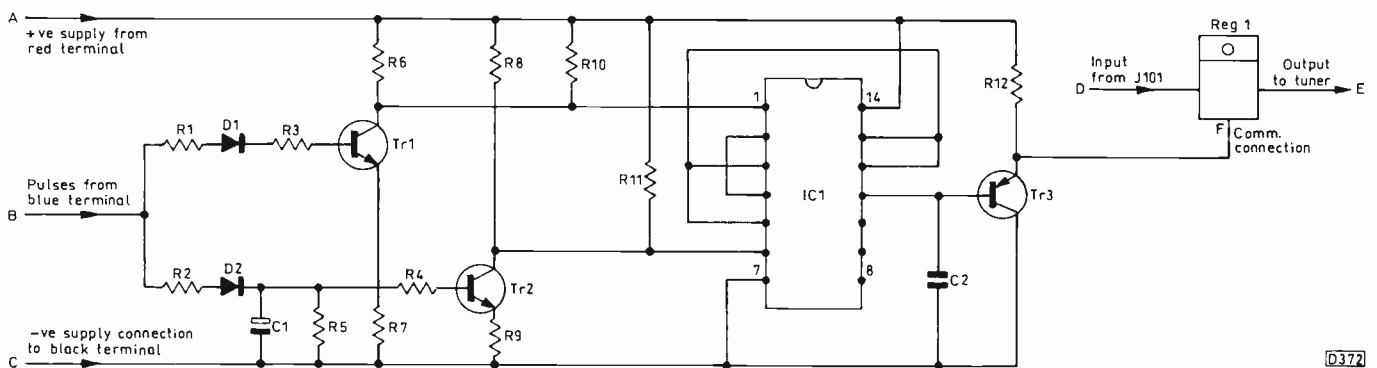 A
+ve supply from
red terminal
R6
R8
R10
R12
Reg 1
Input
from J101
D
Output
to tuner
E
F
Comm.
connection
1
14
R1
D1
R3
Tr1
R11
IC1
Tr3
Pulses from
blue terminal
B
R2
D2
R4
Tr2
7
8
C2
C1
R5
R7
R9
-ve supply connection
to black terminal
C
D372